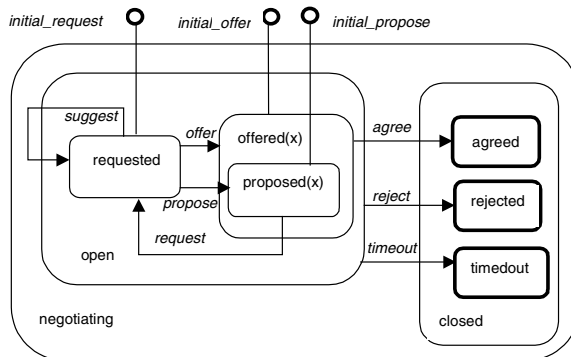 initial_request
initial_offer
initial_propose
suggest
offer
offered(x)
agree
agreed
requested
proposed(x)
propose
reject
rejected
request
open
timeout
timedout
negotiating
closed